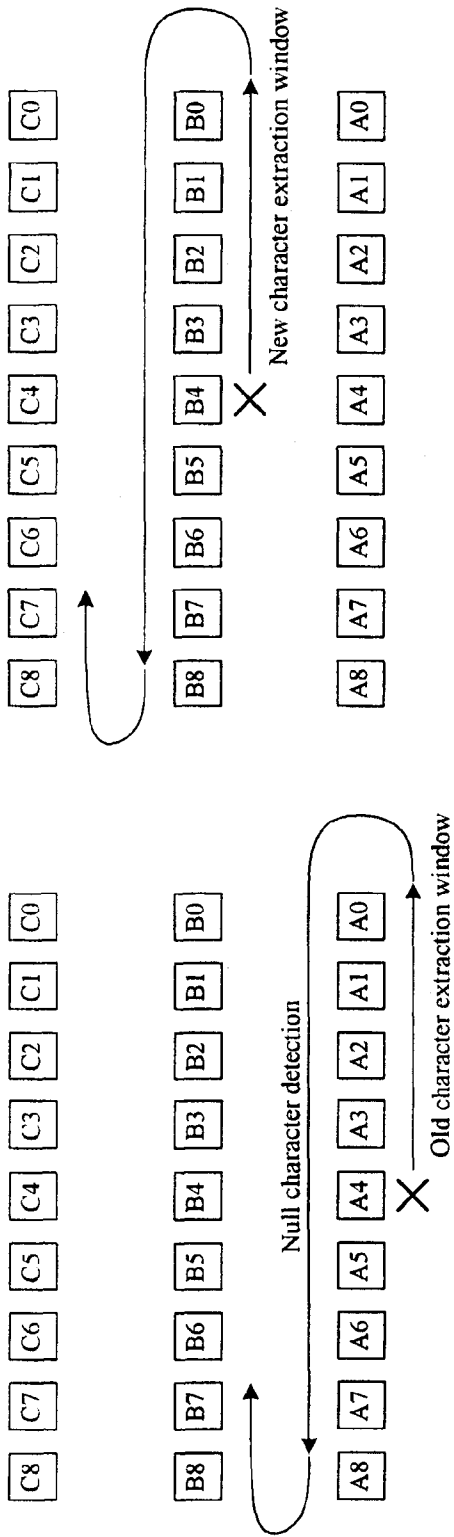 C8 C7 C6 C5 C4 C3 C2 C1 C0
B8 B7 B6 B5 B4 B3 B2 B1 B0
Null character detection
A8 A7 A6 A5 A4 A3 A2 A1 A0
Old character extraction window
C8 C7 C6 C5 C4 C3 C2 C1 C0
B8 B7 B6 B5 B4 B3 B2 B1 B0
New character extraction window
A8 A7 A6 A5 A4 A3 A2 A1 A0